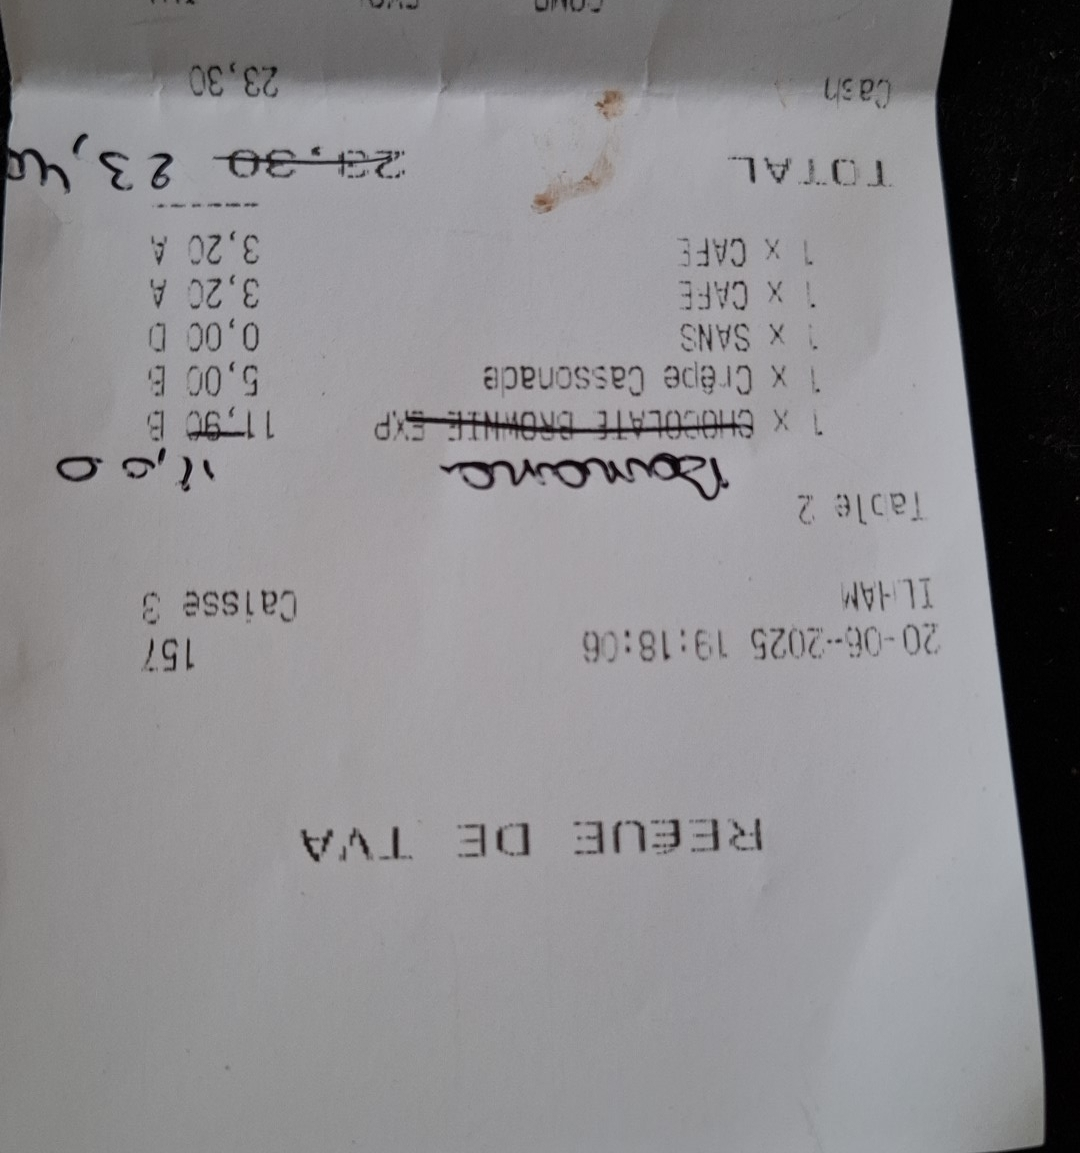 REÇUE DE TVA
20-06-2025 19:18:06 157
ILHAM Caisse 3
Table 2
Banana 11,00
1 x CHOCOLATE BROWNIE EXP 11,90 B
1 x Crêpe Cassonade 5,00 B
1 x SANS 0,00 D
1 x CAFE 3,20 A
1 x CAFE 3,20 A
TOTAL 23,30 23,40
Cash 23,30